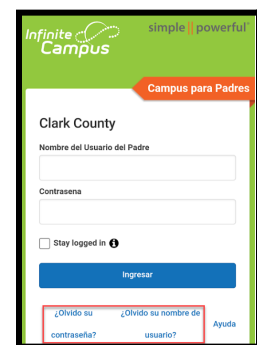 Infinite
Campus
simple || powerful
Campus para Padres
Clark County
Nombre del Usuario del Padre
Contrasena
Stay logged in
Ingresar
¿Olvido su
contraseña?
¿Olvido su nombre de
usuario?
Ayuda